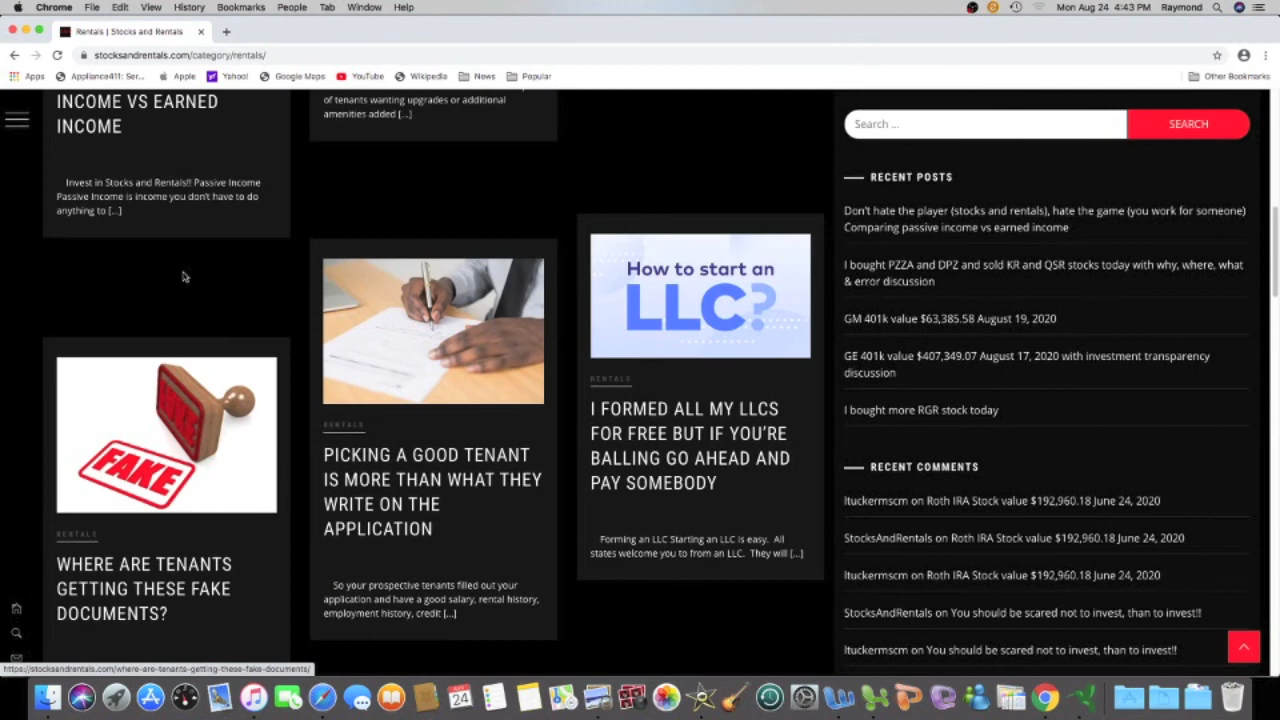 Chrome File Edit View History Bookmarks People Tab Window Help Mon Aug 24 4:43 PM Raymond
Rentals | Stocks and Rentals
stocksandrentals.com/category/rentals/
Apps Appliance411: Ser... Apple Yahoo! Google Maps YouTube Wikipedia News Popular Other Bookmarks
INCOME VS EARNED
INCOME
Invest in Stocks and Rentals!! Passive Income
Passive Income is income you don't have to do
anything to [...]
FAKE
RENTALS
WHERE ARE TENANTS
GETTING THESE FAKE
DOCUMENTS?
of tenants wanting upgrades or additional
amenities added [...]
RENTALS
PICKING A GOOD TENANT
IS MORE THAN WHAT THEY
WRITE ON THE
APPLICATION
So your prospective tenants filled out your
application and have a good salary, rental history,
employment history, credit [...]
How to start an
LLC?
RENTALS
I FORMED ALL MY LLCS
FOR FREE BUT IF YOU'RE
BALLING GO AHEAD AND
PAY SOMEBODY
Forming an LLC Starting an LLC is easy. All
states welcome you to from an LLC. They will [...]
Search ...
SEARCH
RECENT POSTS
Don't hate the player (stocks and rentals), hate the game (you work for someone)
Comparing passive income vs earned income
I bought PZZA and DPZ and sold KR and QSR stocks today with why, where, what
& error discussion
GM 401k value $63,385.58 August 19, 2020
GE 401k value $407,349.07 August 17, 2020 with investment transparency
discussion
I bought more RGR stock today
RECENT COMMENTS
ltuckermscm on Roth IRA Stock value $192,960.18 June 24, 2020
StocksAndRentals on Roth IRA Stock value $192,960.18 June 24, 2020
ltuckermscm on Roth IRA Stock value $192,960.18 June 24, 2020
StocksAndRentals on You should be scared not to invest, than to invest!!
ltuckermscm on You should be scared not to invest, than to invest!!
https://stocksandrentals.com/where-are-tenants-getting-these-fake-documents/
24